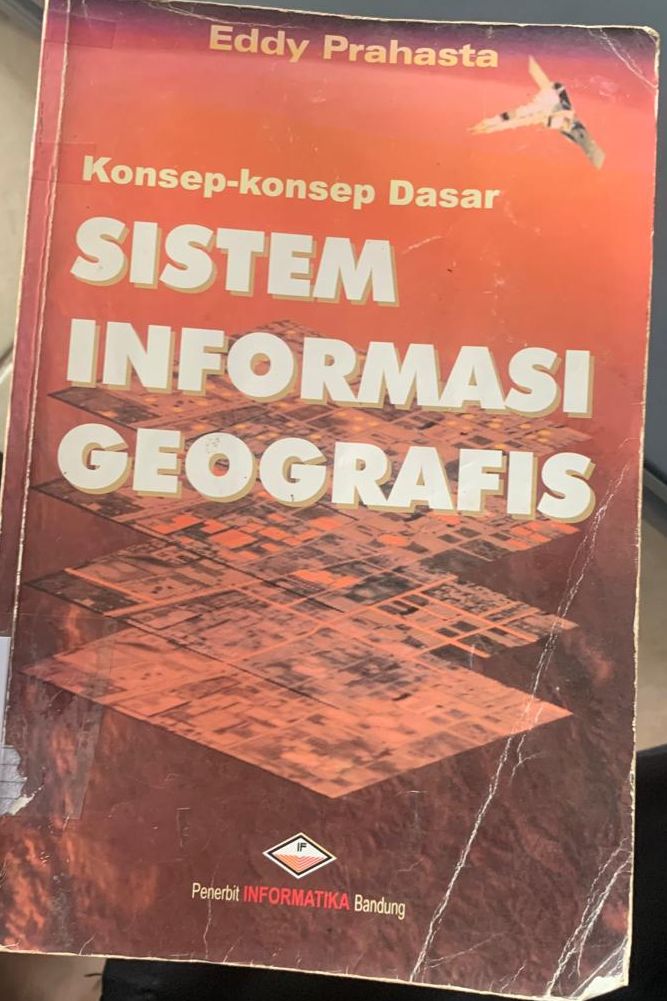 Eddy Prahasta
Konsep-konsep Dasar
SISTEM
INFORMASI
GEOGRAFIS
IF
Penerbit INFORMATIKA Bandung